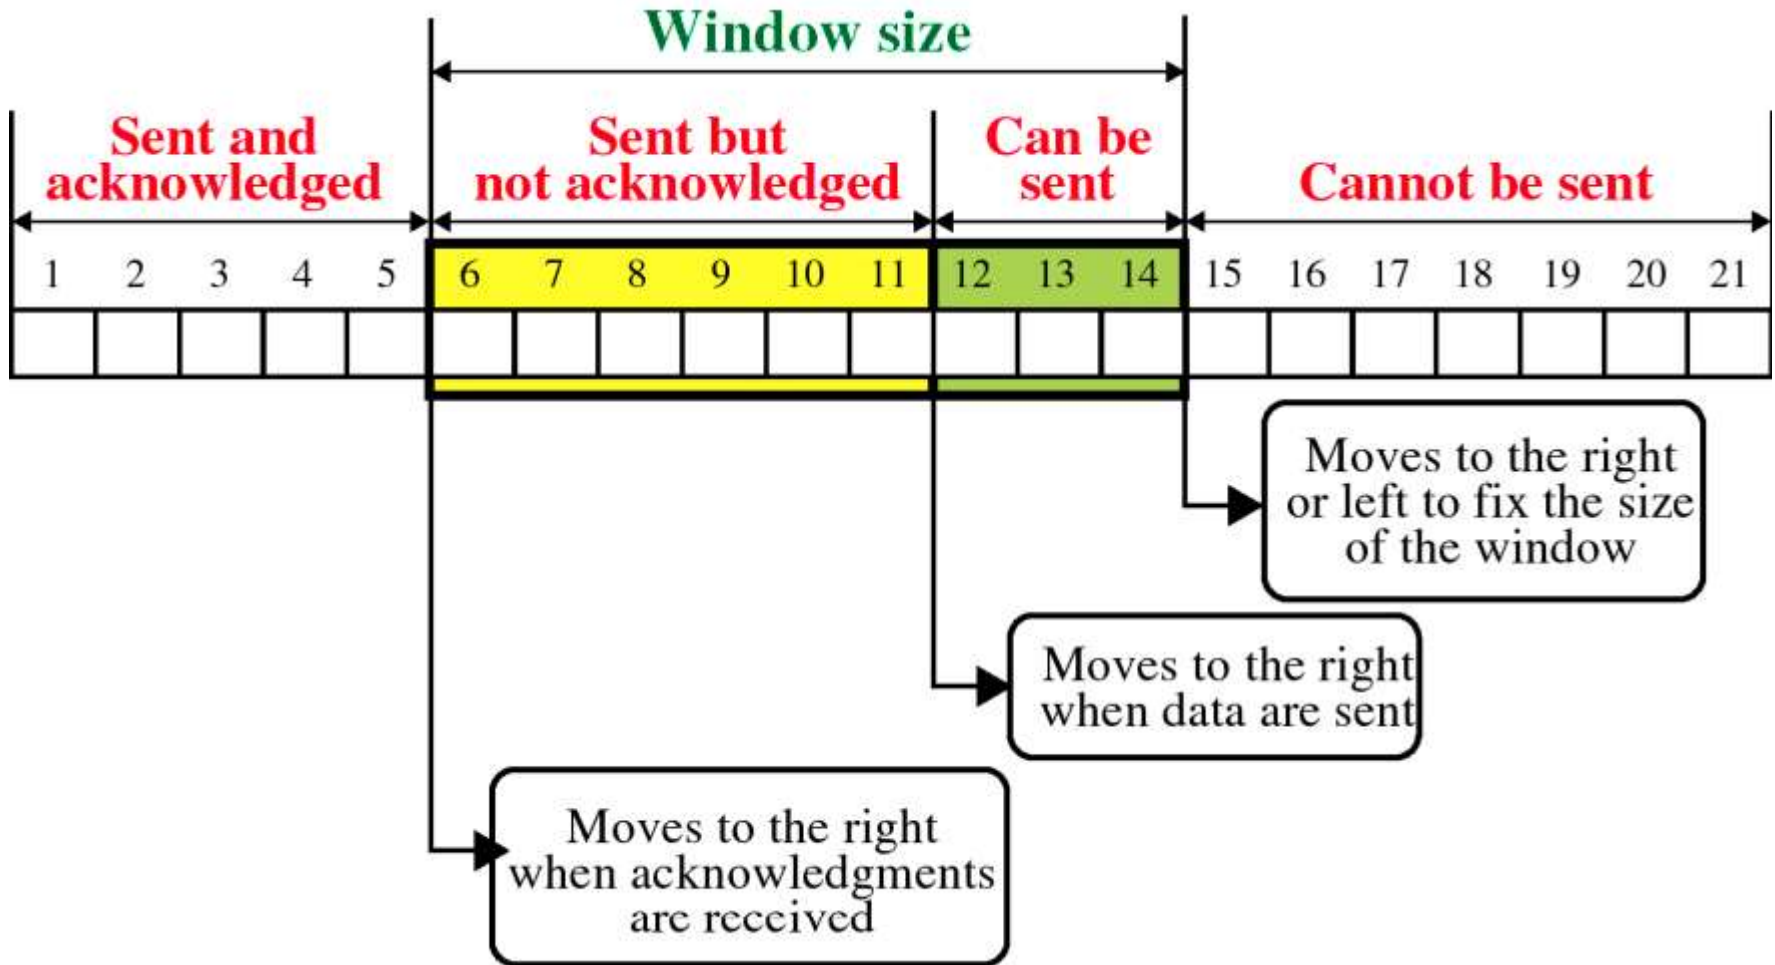 Window size
Sent and
acknowledged
Sent but
not acknowledged
Can be
sent
Cannot be sent
1 2 3 4 5 6 7 8 9 10 11 12 13 14 15 16 17 18 19 20 21
Moves to the right
or left to fix the size
of the window
Moves to the right
when data are sent
Moves to the right
when acknowledgments
are received